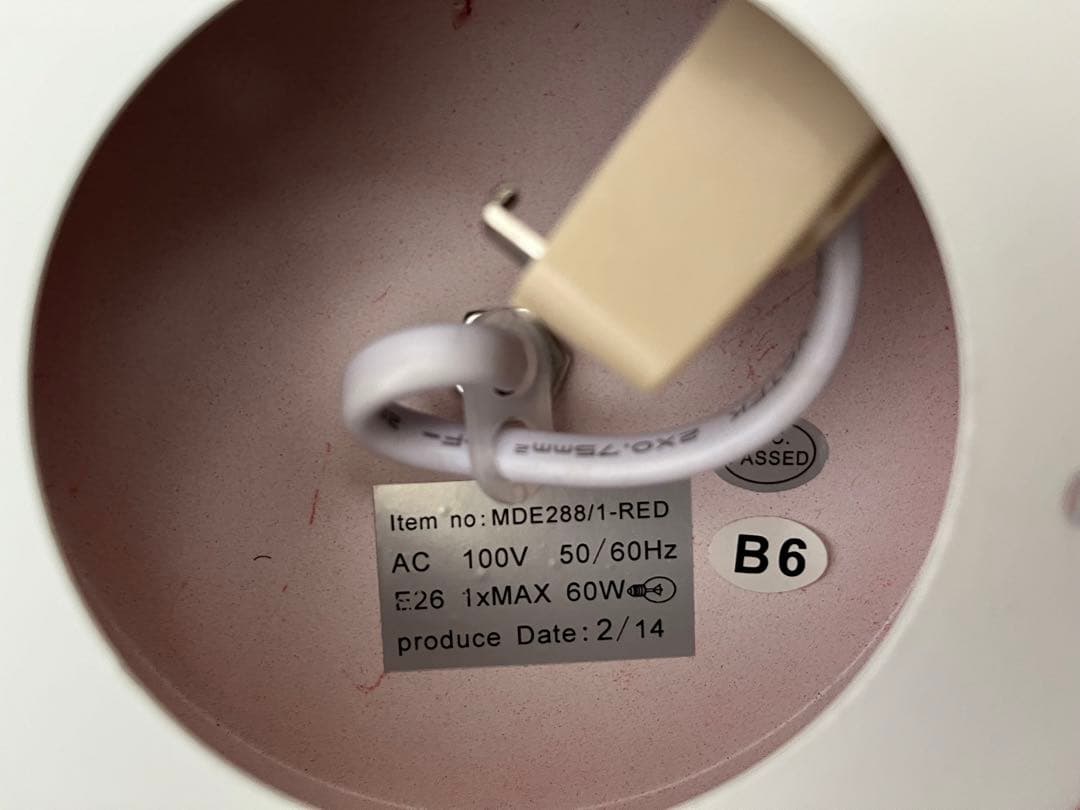 2X0.75mm²
ASSED
Item no:MDE288/1-RED
AC 100V 50/60Hz
E26 1xMAX 60W
produce Date:2/14
B6